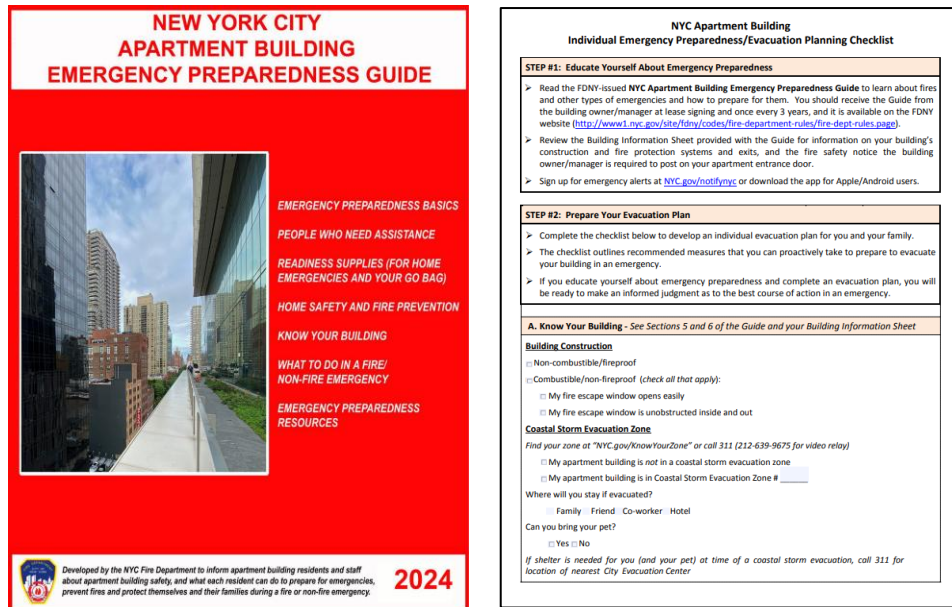 NEW YORK CITY
APARTMENT BUILDING
EMERGENCY PREPAREDNESS GUIDE
EMERGENCY PREPAREDNESS BASICS
PEOPLE WHO NEED ASSISTANCE
READINESS SUPPLIES (FOR HOME
EMERGENCIES AND YOUR GO BAG)
HOME SAFETY AND FIRE PREVENTION
KNOW YOUR BUILDING
WHAT TO DO IN A FIRE/
NON-FIRE EMERGENCY
EMERGENCY PREPAREDNESS
RESOURCES
Developed by the NYC Fire Department to inform apartment building residents and staff
about apartment building safety, and what each resident can do to prepare for emergencies,
prevent fires and protect themselves and their families during a fire or non-fire emergency.
2024
NYC Apartment Building
Individual Emergency Preparedness/Evacuation Planning Checklist
STEP #1: Educate Yourself About Emergency Preparedness
➢ Read the FDNY-issued NYC Apartment Building Emergency Preparedness Guide to learn about fires
and other types of emergencies and how to prepare for them. You should receive the Guide from
the building owner/manager at lease signing and once every 3 years, and it is available on the FDNY
website (http://www1.nyc.gov/site/fdny/codes/fire-department-rules/fire-dept-rules.page).
➢ Review the Building Information Sheet provided with the Guide for information on your building's
construction and fire protection systems and exits, and the fire safety notice the building
owner/manager is required to post on your apartment entrance door.
➢ Sign up for emergency alerts at NYC.gov/notifynyc or download the app for Apple/Android users.
STEP #2: Prepare Your Evacuation Plan
➢ Complete the checklist below to develop an individual evacuation plan for you and your family.
➢ The checklist outlines recommended measures that you can proactively take to prepare to evacuate
your building in an emergency.
➢ If you educate yourself about emergency preparedness and complete an evacuation plan, you will
be ready to make an informed judgment as to the best course of action in an emergency.
A. Know Your Building - See Sections 5 and 6 of the Guide and your Building Information Sheet
Building Construction
☐ Non-combustible/fireproof
☐ Combustible/non-fireproof (check all that apply):
☐ My fire escape window opens easily
☐ My fire escape window is unobstructed inside and out
Coastal Storm Evacuation Zone
Find your zone at "NYC.gov/KnowYourZone" or call 311 (212-639-9675 for video relay)
☐ My apartment building is not in a coastal storm evacuation zone
☐ My apartment building is in Coastal Storm Evacuation Zone # ______
Where will you stay if evacuated?
Family Friend Co-worker Hotel
Can you bring your pet?
☐ Yes ☐ No
If shelter is needed for you (and your pet) at time of a coastal storm evacuation, call 311 for
location of nearest City Evacuation Center